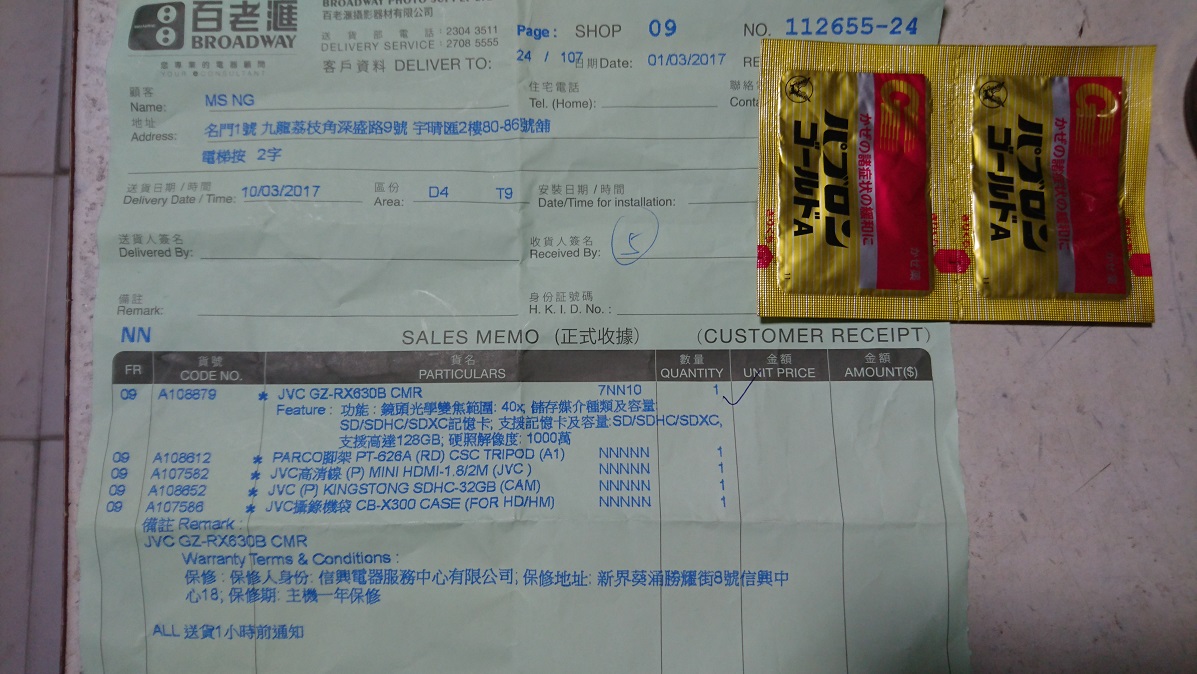 百老滙
BROADWAY
您專業的電器顧問
YOUR CONSULTANT
百老滙攝影器材有限公司
送貨部電話：2304 3511
DELIVERY SERVICE : 2708 5555
客戶資料 DELIVER TO:
Page : SHOP 09 NO. 112655-24
24 / 107 日期Date: 01/03/2017
顧客
Name: MS NG
住宅電話
Tel. (Home):
地址
Address: 名門1號 九龍荔枝角深盛路9號 宇晴匯2樓80-86號舖
電梯按 2字
送貨日期 / 時間
Delivery Date / Time: 10/03/2017
區份
Area: D4 T9
安裝日期 / 時間
Date/Time for installation:
送貨人簽名
Delivered By:
收貨人簽名
Received By: 5
備註
Remark:
身份証號碼
H. K. I. D. No. :
NN
SALES MEMO (正式收據) (CUSTOMER RECEIPT)
FR 貨號 CODE NO. 貨名 PARTICULARS 數量 QUANTITY 金額 UNIT PRICE 金額 AMOUNT($)
09 A108879 * JVC GZ-RX630B CMR 7NN10 1
Feature : 功能 : 鏡頭光學變焦範圍: 40x, 儲存媒介種類及容量:
SD/SDHC/SDXC記憶卡; 支援記憶卡及容量:SD/SDHC/SDXC,
支援高達128GB; 硬照解像度: 1000萬
09 A108612 * PARCO腳架 PT-626A (RD) CSC TRIPOD (A1) NNNNN 1
09 A107582 * JVC高清線 (P) MINI HDMI-1.8/2M (JVC ) NNNNN 1
09 A108652 * JVC (P) KINGSTONG SDHC-32GB (CAM) NNNNN 1
09 A107586 * JVC攝錄機袋 CB-X300 CASE (FOR HD/HM) NNNNN 1
備註 Remark :
JVC GZ-RX630B CMR
Warranty Terms & Conditions :
保修 : 保修人身份: 信興電器服務中心有限公司; 保修地址: 新界葵涌勝耀街8號信興中
心18; 保修期: 主機一年保修
ALL 送貨1小時前通知
かぜの諸症状の緩和に
パブロン
ゴールドA
かぜ薬
かぜの諸症状の緩和に
パブロン
ゴールドA
かぜ薬